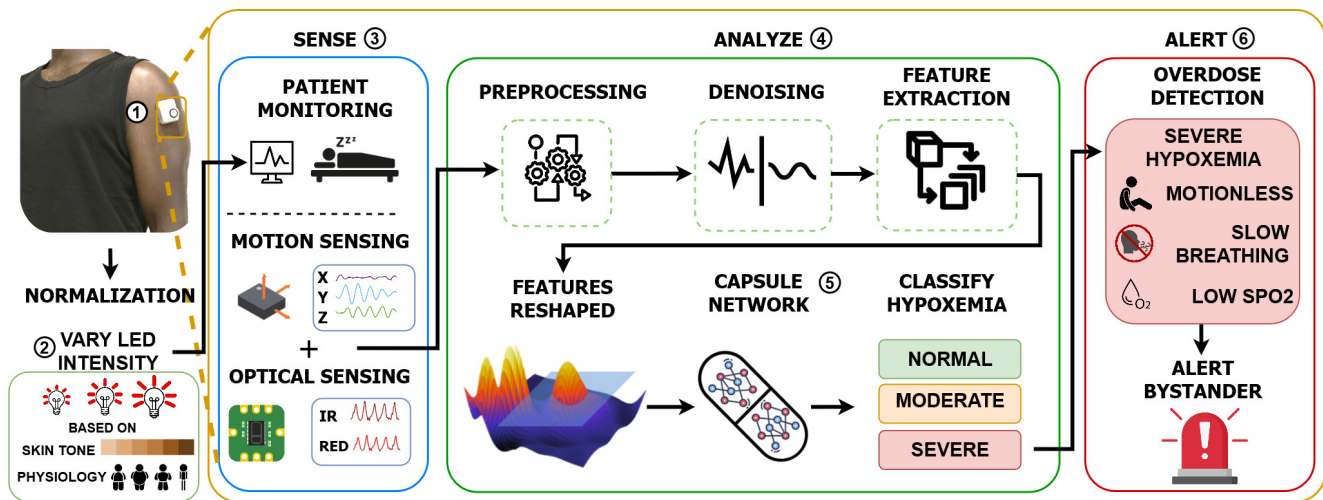 SENSE ③
ANALYZE ④
ALERT ⑥
①
NORMALIZATION
② VARY LED
INTENSITY
BASED ON
SKIN TONE
PHYSIOLOGY
PATIENT
MONITORING
Zzz
MOTION SENSING
X
Y
Z
+
OPTICAL SENSING
IR
RED
PREPROCESSING
DENOISING
FEATURE
EXTRACTION
FEATURES
RESHAPED
CAPSULE ⑤
NETWORK
CLASSIFY
HYPOXEMIA
NORMAL
MODERATE
SEVERE
OVERDOSE
DETECTION
SEVERE
HYPOXEMIA
MOTIONLESS
SLOW
BREATHING
O2
LOW SPO2
ALERT
BYSTANDER
!